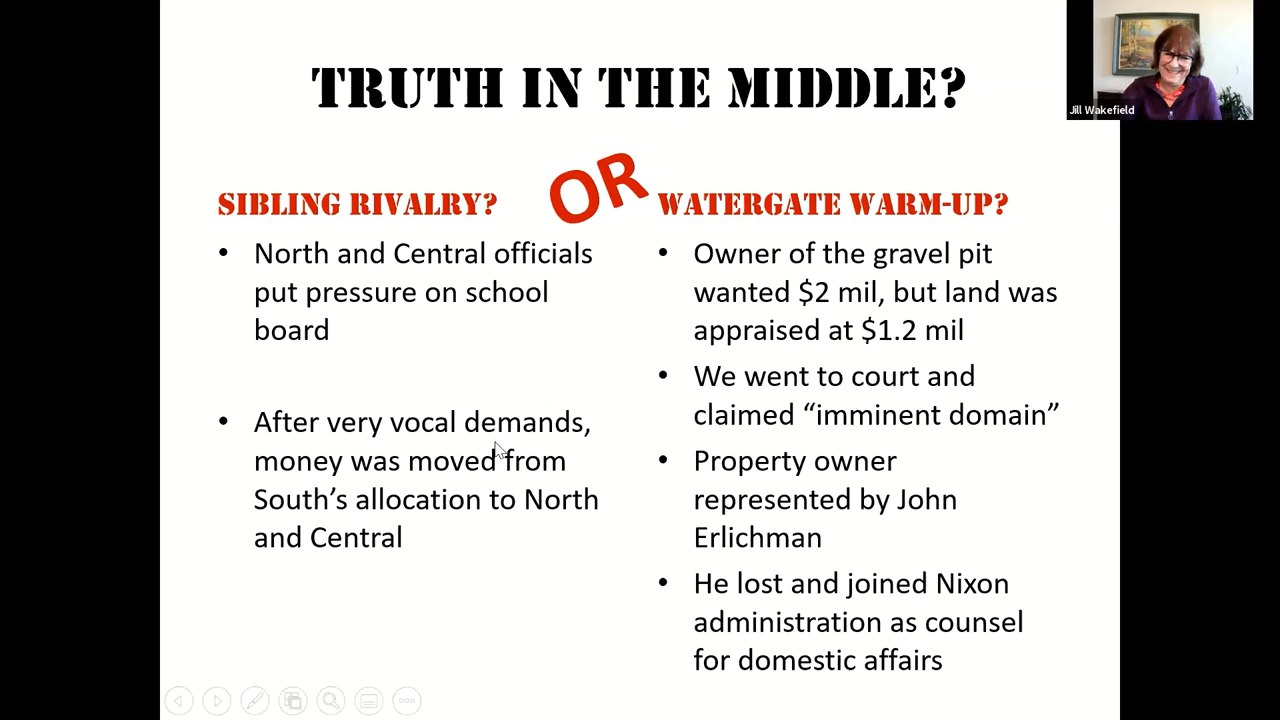 TRUTH IN THE MIDDLE?
Jill Wakefield
OR
SIBLING RIVALRY?
• North and Central officials
put pressure on school
board
• After very vocal demands,
money was moved from
South's allocation to North
and Central
WATERGATE WARM-UP?
• Owner of the gravel pit
wanted $2 mil, but land was
appraised at $1.2 mil
• We went to court and
claimed “imminent domain”
• Property owner
represented by John
Erlichman
• He lost and joined Nixon
administration as counsel
for domestic affairs